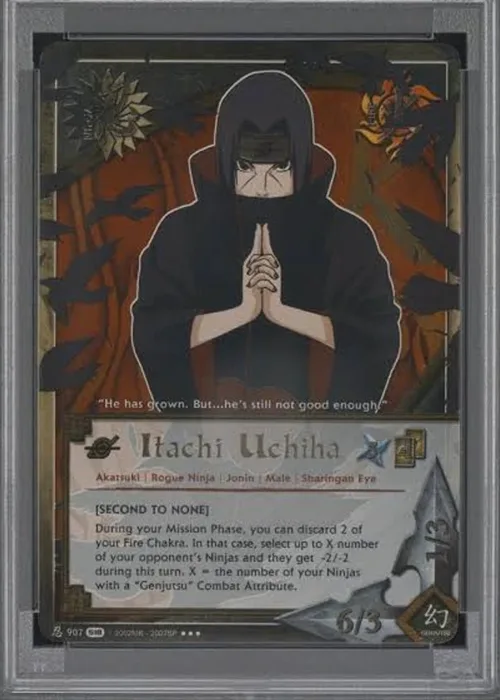 "He has grown. But...he's still not good enough."
Itachi Uchiha
Akatsuki | Rogue Ninja | Jonin | Male | Sharingan Eye
[SECOND TO NONE]
During your Mission Phase, you can discard 2 of
your Fire Chakra. In that case, select up to X number
of your opponent's Ninjas and they get -2/-2
during this turn. X = the number of your Ninjas
with a "Genjutsu" Combat Attribute.
1/3
6/3
幻
GENJUTSU
忍 907